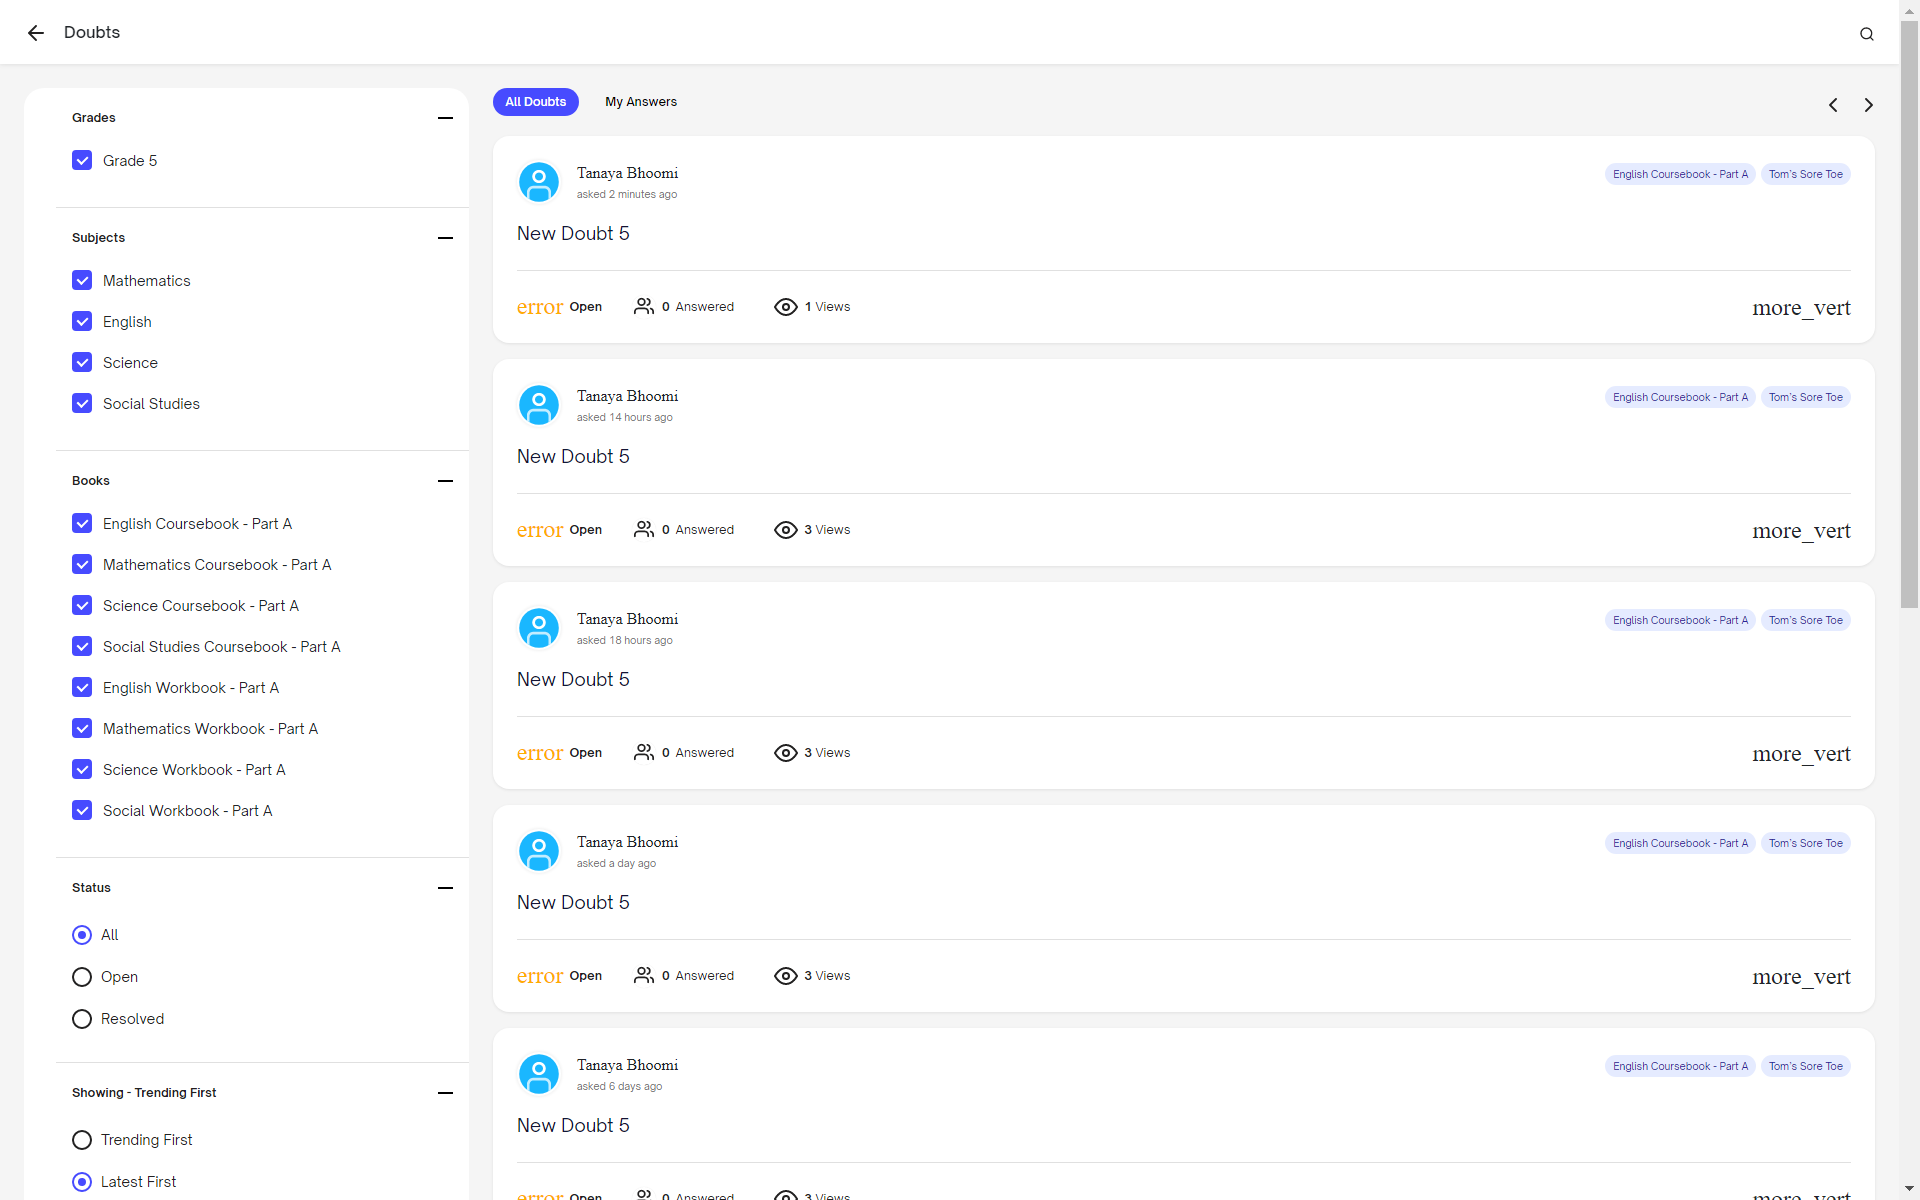 Doubts
Grades
Grade 5
Subjects
Mathematics
English
Science
Social Studies
Books
English Coursebook - Part A
Mathematics Coursebook - Part A
Science Coursebook - Part A
Social Studies Coursebook - Part A
English Workbook - Part A
Mathematics Workbook - Part A
Science Workbook - Part A
Social Workbook - Part A
Status
All
Open
Resolved
Showing - Trending First
Trending First
Latest First
All Doubts My Answers
Tanaya Bhoomi
asked 2 minutes ago
English Coursebook - Part A Tom's Sore Toe
New Doubt 5
error Open 0 Answered 1 Views more_vert
Tanaya Bhoomi
asked 14 hours ago
English Coursebook - Part A Tom's Sore Toe
New Doubt 5
error Open 0 Answered 3 Views more_vert
Tanaya Bhoomi
asked 18 hours ago
English Coursebook - Part A Tom's Sore Toe
New Doubt 5
error Open 0 Answered 3 Views more_vert
Tanaya Bhoomi
asked a day ago
English Coursebook - Part A Tom's Sore Toe
New Doubt 5
error Open 0 Answered 3 Views more_vert
Tanaya Bhoomi
asked 6 days ago
English Coursebook - Part A Tom's Sore Toe
New Doubt 5
error Open 0 Answered 3 Views more_vert